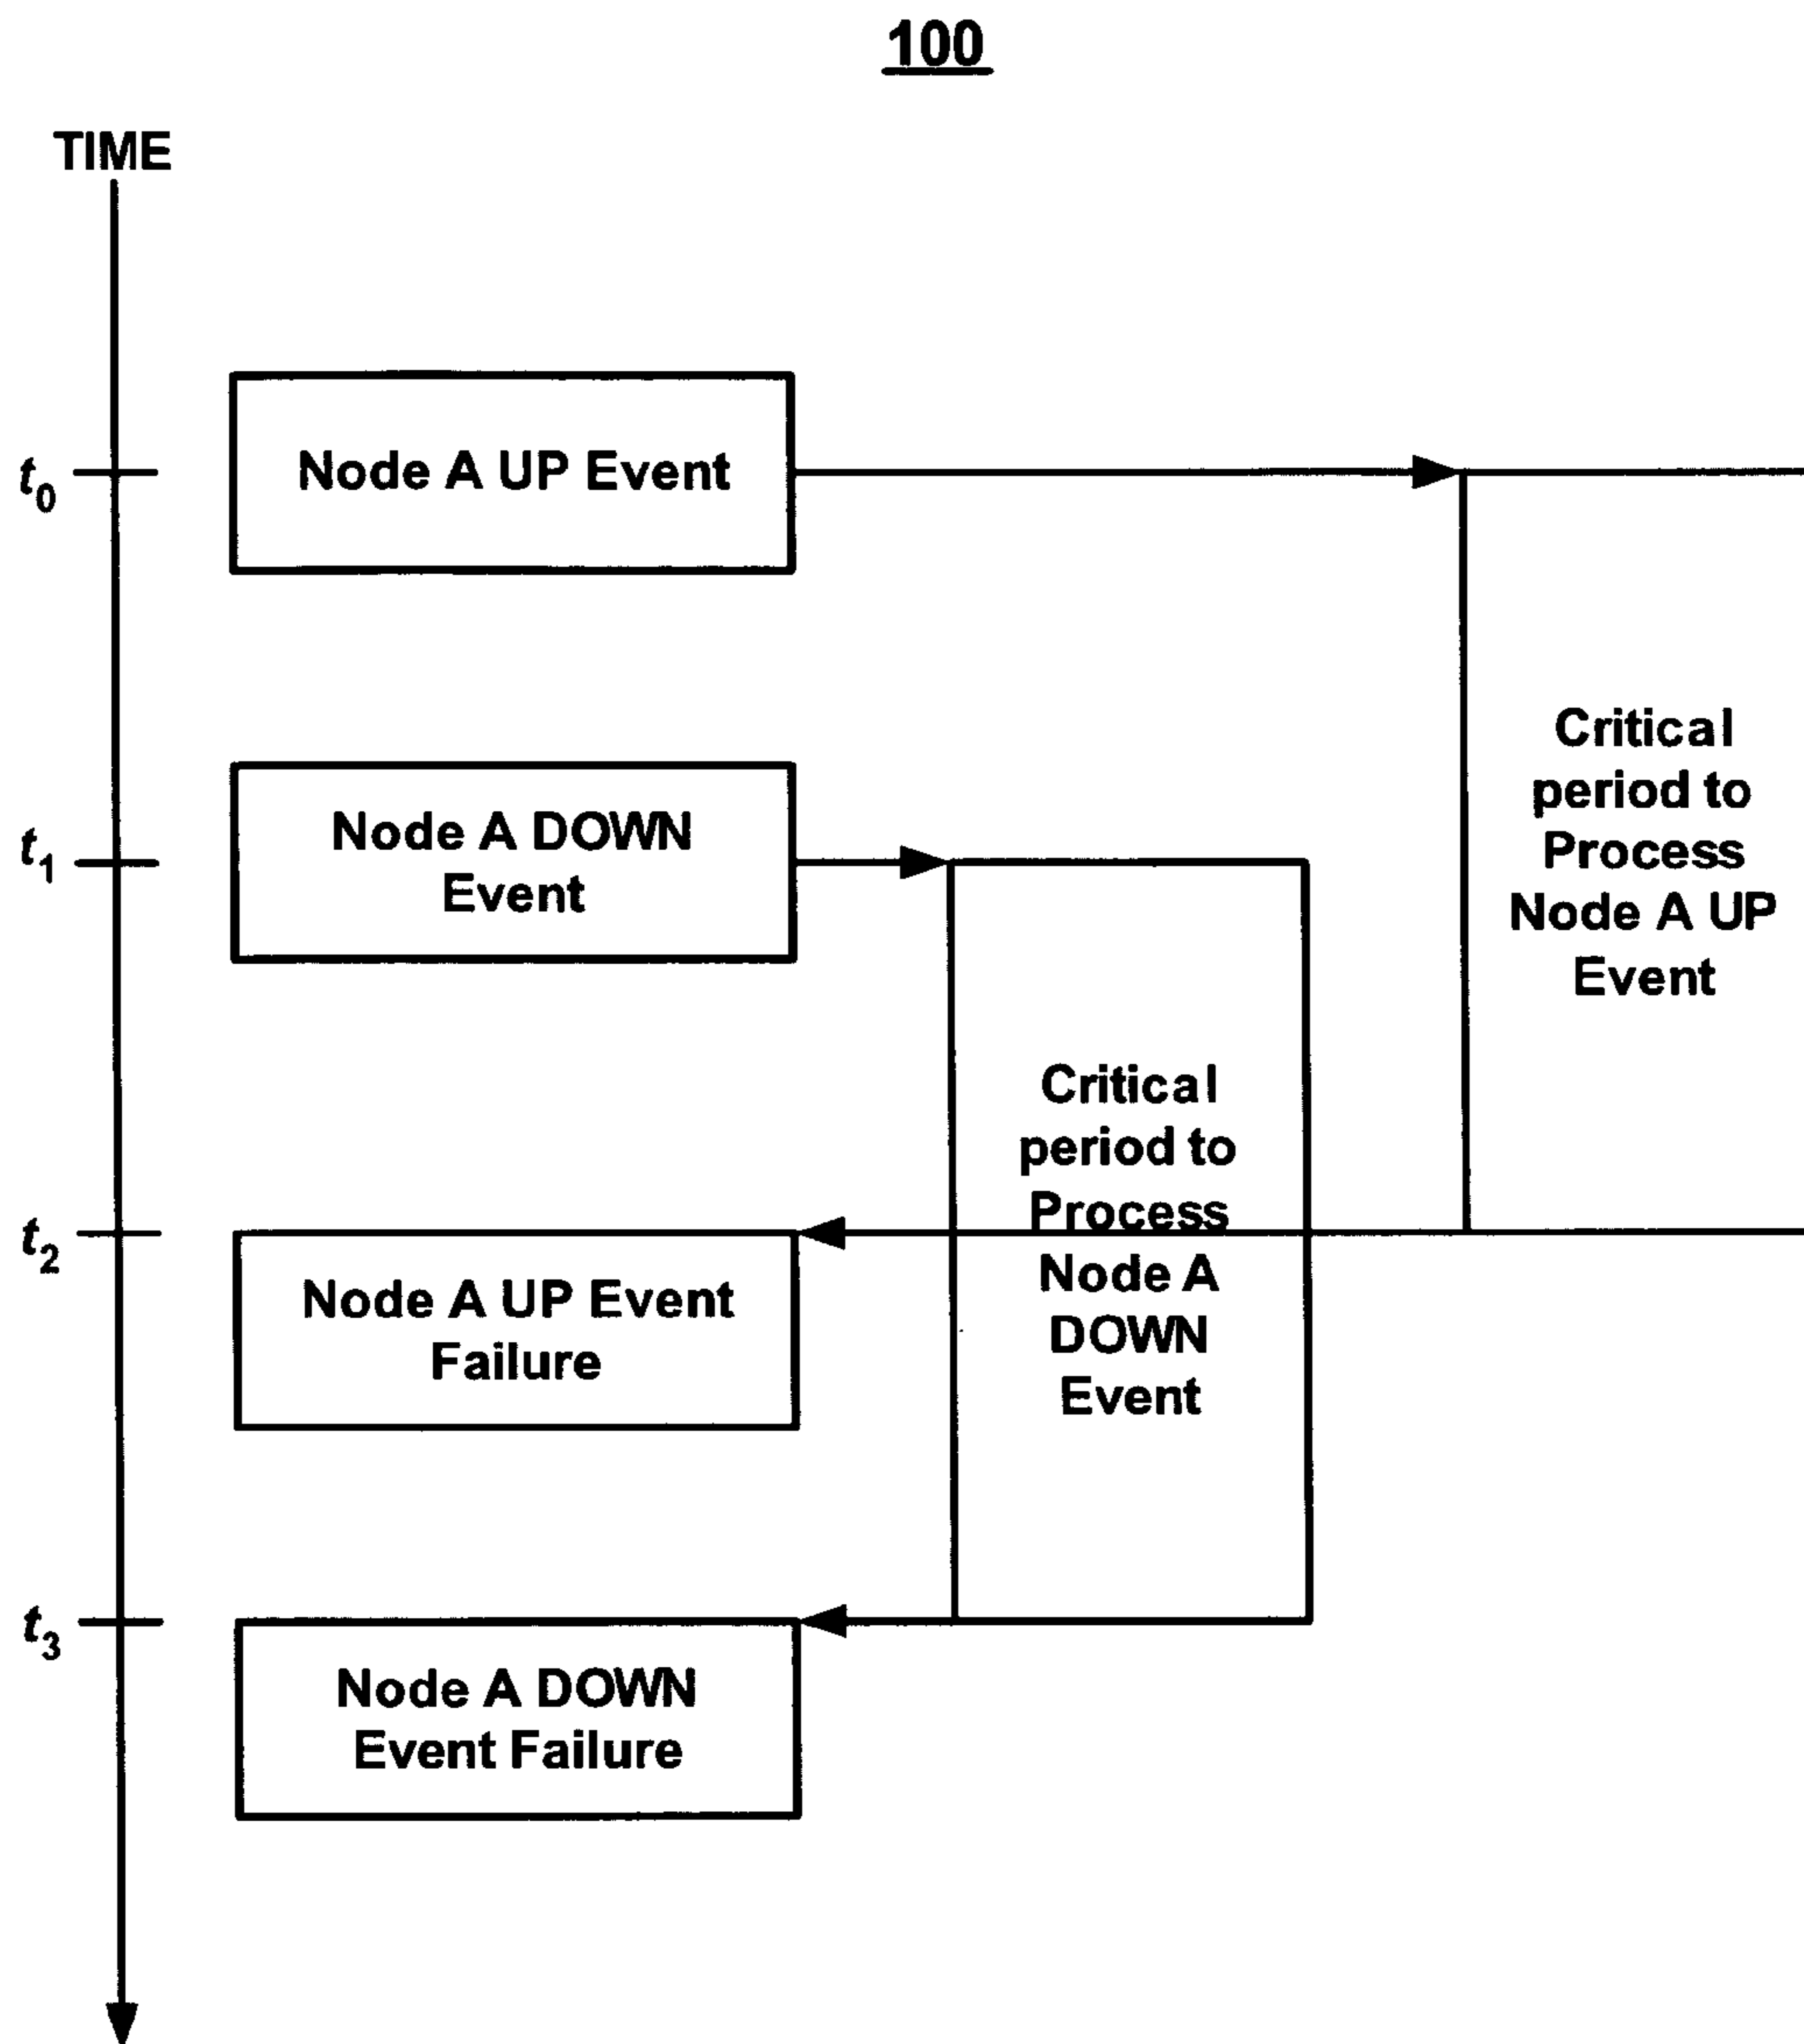 100
TIME
t0
Node A UP Event
Critical
period to
Process
Node A UP
Event
t1
Node A DOWN
Event
Critical
period to
Process
Node A
DOWN
Event
t2
Node A UP Event
Failure
t3
Node A DOWN
Event Failure